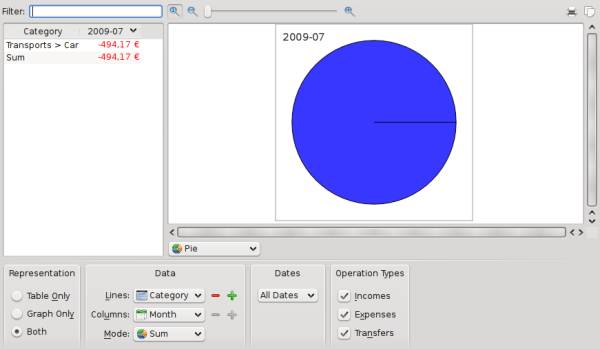 Filter:
Category 2009-07
Transports > Car -494,17 €
Sum -494,17 €
2009-07
Pie
Representation
Table Only
Graph Only
Both
Data
Lines: Category
Columns: Month
Mode: Sum
Dates
All Dates
Operation Types
Incomes
Expenses
Transfers